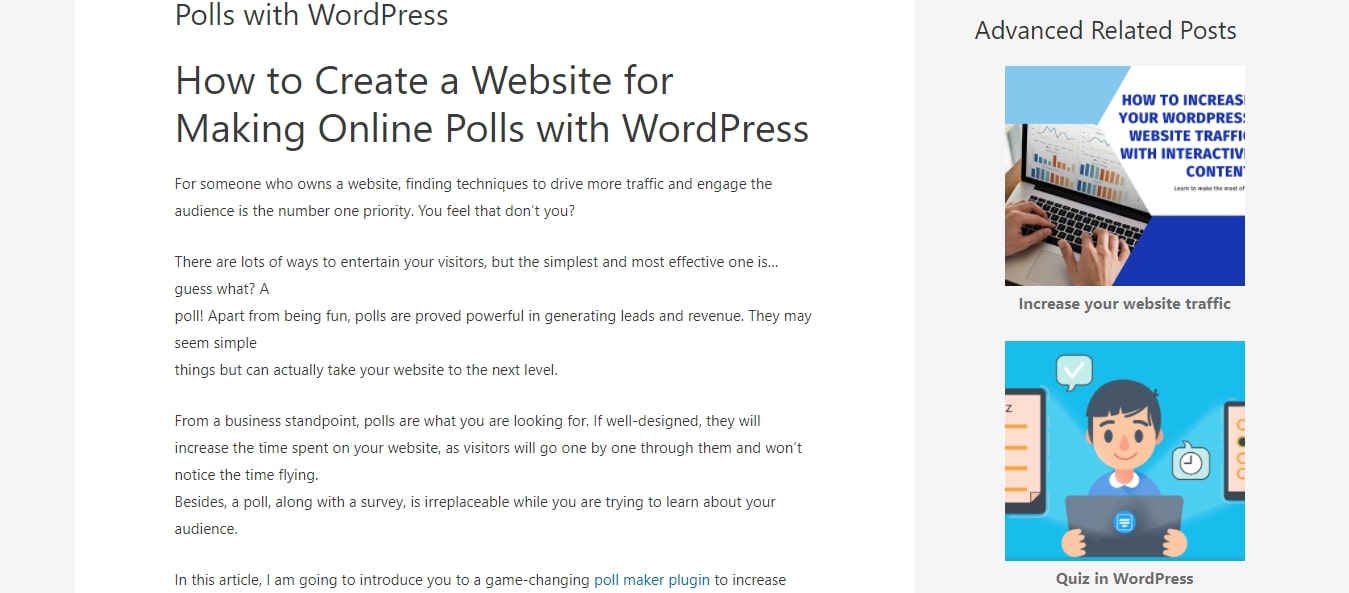 Polls with WordPress
How to Create a Website for
Making Online Polls with WordPress
For someone who owns a website, finding techniques to drive more traffic and engage the
audience is the number one priority. You feel that don’t you?
There are lots of ways to entertain your visitors, but the simplest and most effective one is…
guess what? A
poll! Apart from being fun, polls are proved powerful in generating leads and revenue. They may
seem simple
things but can actually take your website to the next level.
From a business standpoint, polls are what you are looking for. If well-designed, they will
increase the time spent on your website, as visitors will go one by one through them and won’t
notice the time flying.
Besides, a poll, along with a survey, is irreplaceable while you are trying to learn about your
audience.
In this article, I am going to introduce you to a game-changing poll maker plugin to increase
Advanced Related Posts
HOW TO INCREAS
YOUR WORDPRESS
WEBSITE TRAFFI
WITH INTERACTIV
CONTEN
Learn to make the most of
Increase your website traffic
Z
Quiz in WordPress